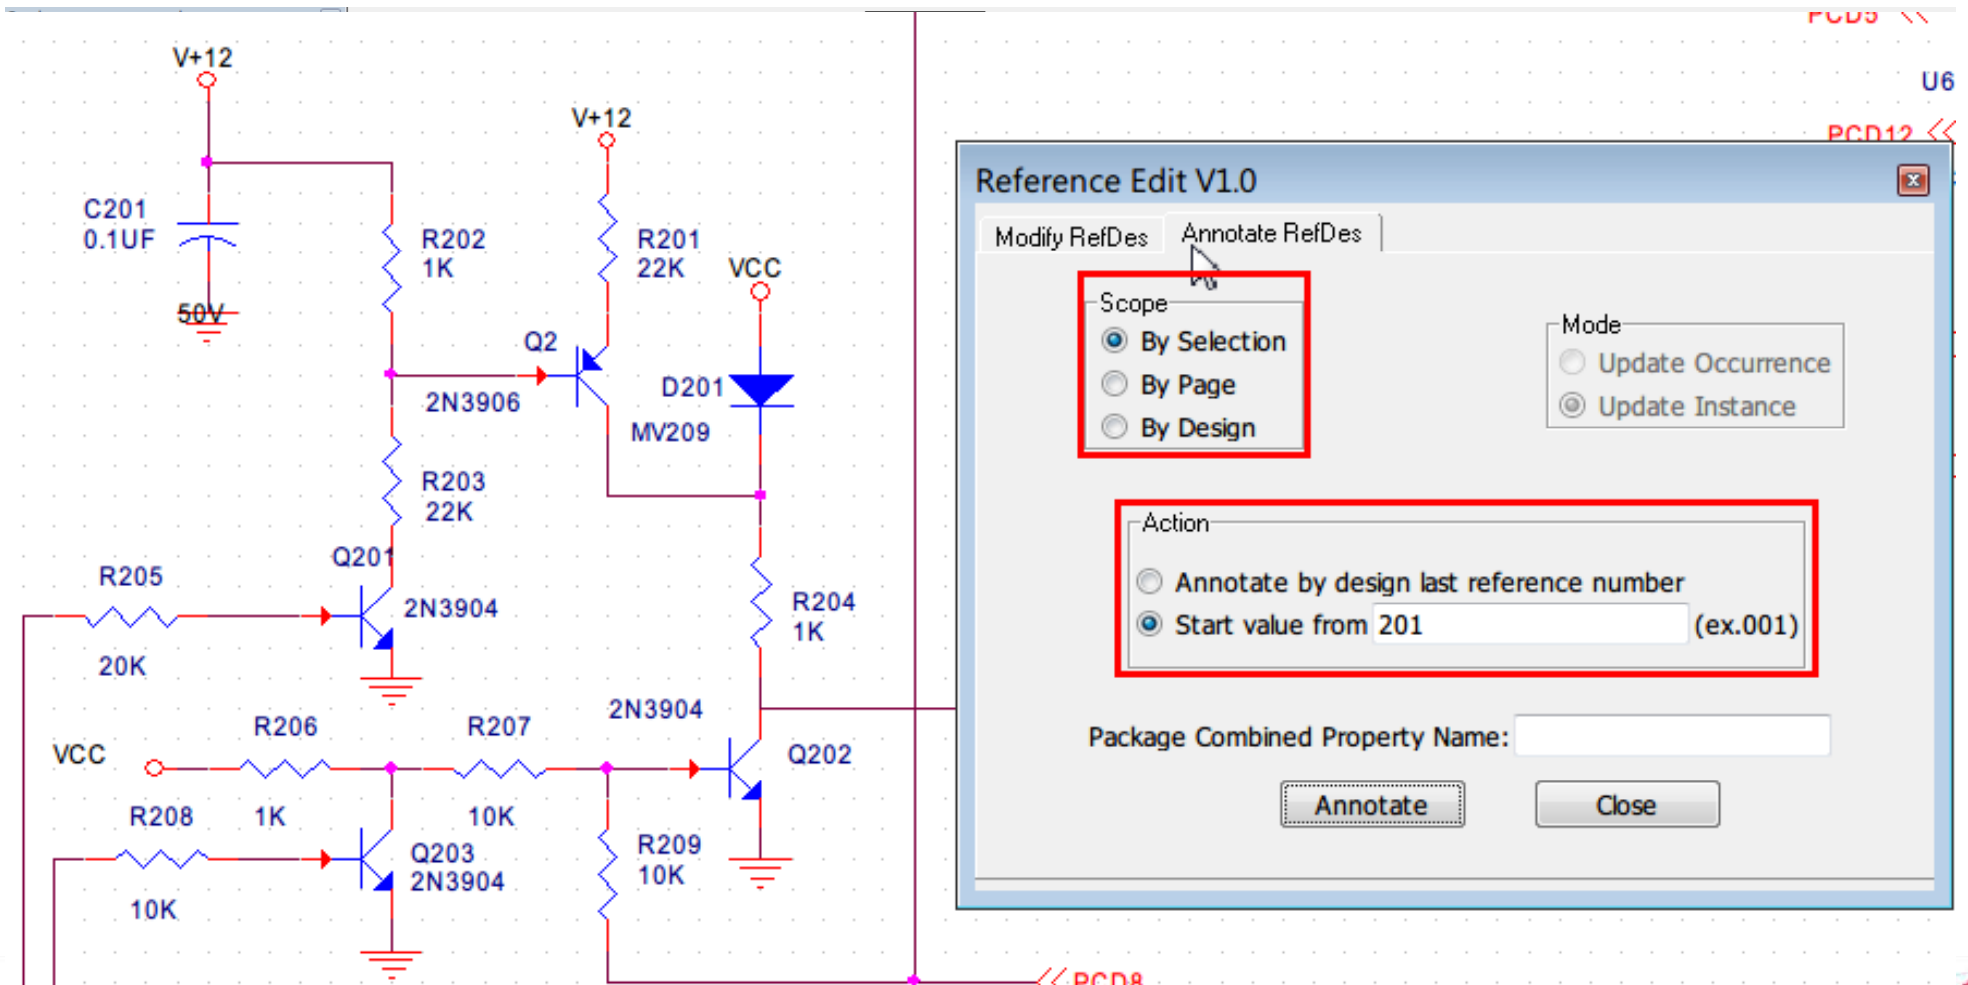 PCD5
V+12
U6
V+12
PCD12
Reference Edit V1.0
C201
0.1UF
R202
1K
R201
22K
VCC
Modify RefDes
Annotate RefDes
50V
Scope
By Selection
By Page
By Design
Mode
Update Occurrence
Update Instance
Q2
2N3906
D201
MV209
R203
22K
Action
Annotate by design last reference number
Start value from 201 (ex.001)
Q201
2N3904
R205
20K
R204
1K
R206
R207
2N3904
VCC
Q202
Package Combined Property Name:
R208
1K
10K
Annotate
Close
Q203
2N3904
R209
10K
10K
PCD8